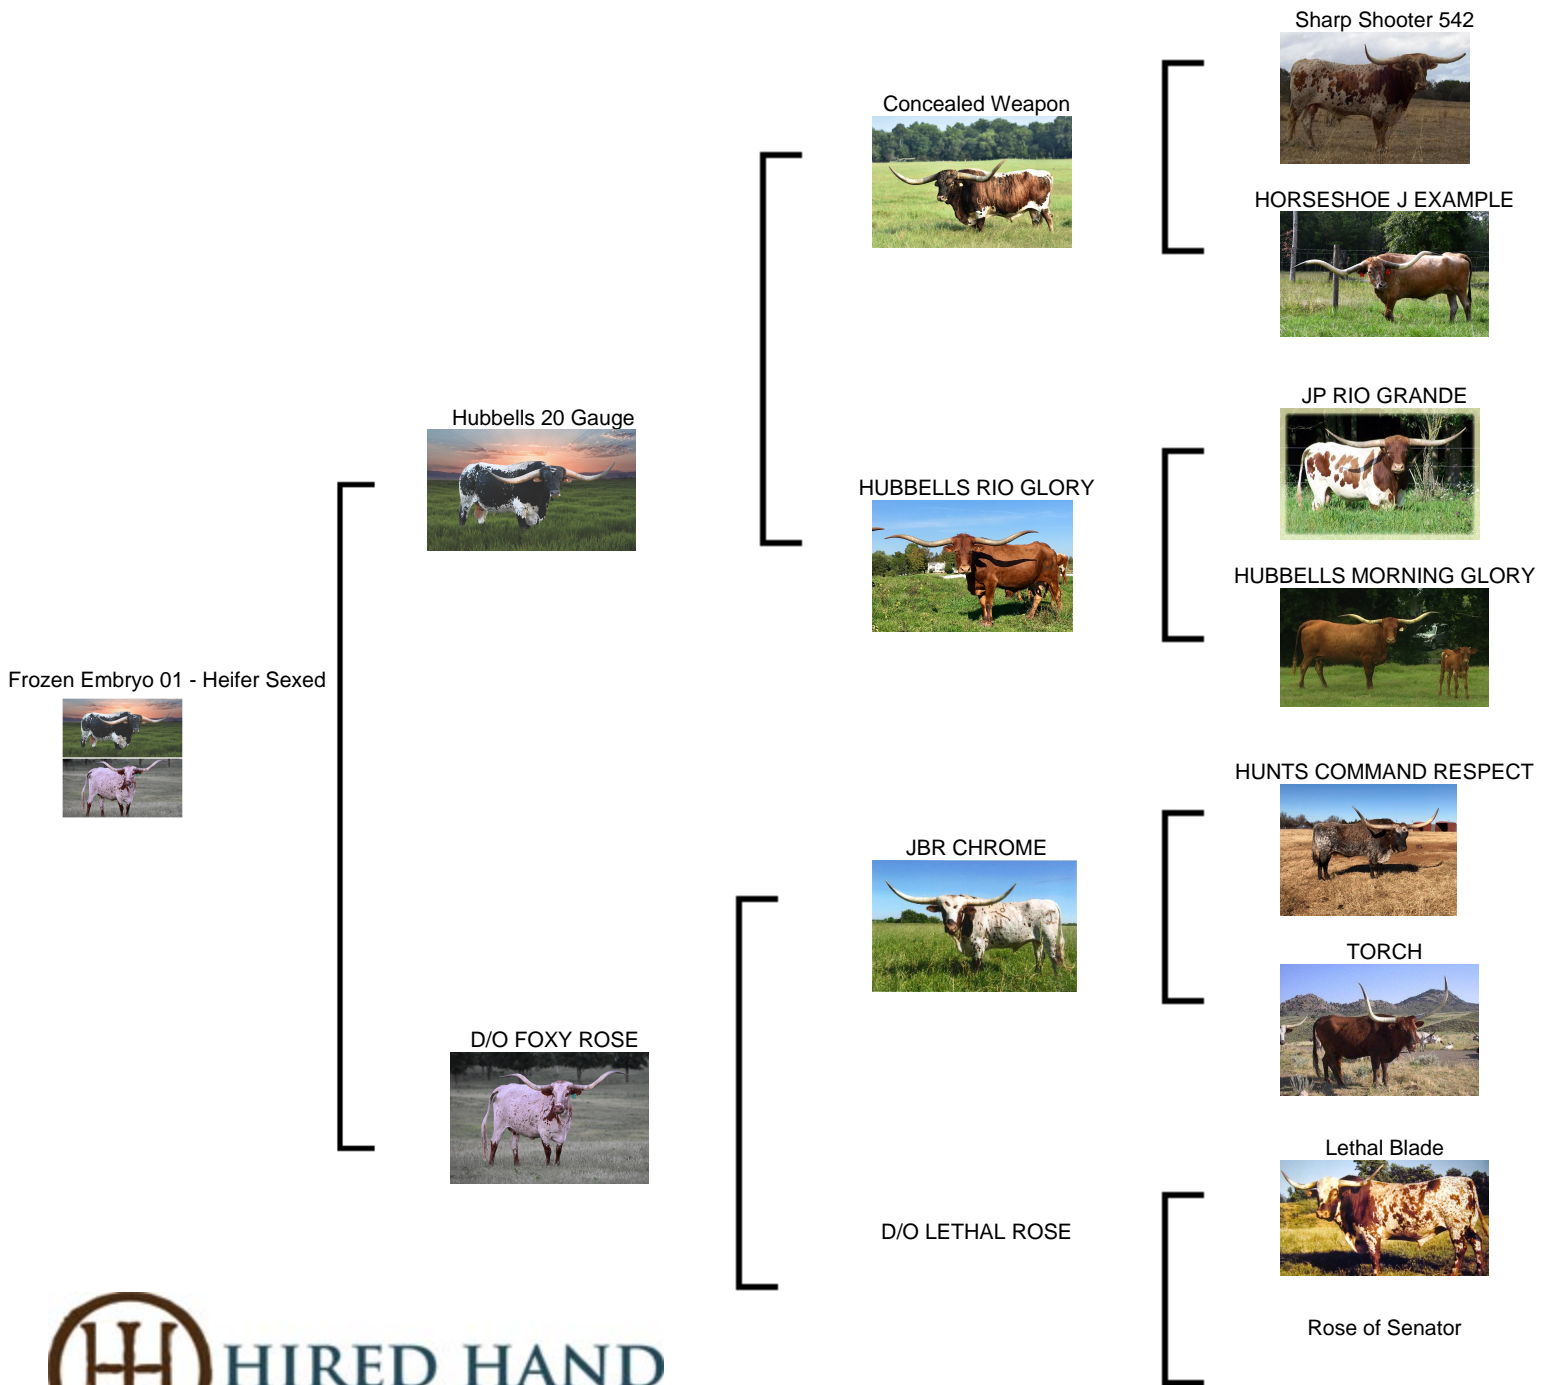 Sharp Shooter 542
Concealed Weapon
HORSESHOE J EXAMPLE
JP RIO GRANDE
Hubbells 20 Gauge
HUBBELLS RIO GLORY
HUBBELLS MORNING GLORY
Frozen Embryo 01 - Heifer Sexed
HUNTS COMMAND RESPECT
JBR CHROME
TORCH
D/O FOXY ROSE
Lethal Blade
D/O LETHAL ROSE
Rose of Senator
HIRED HAND